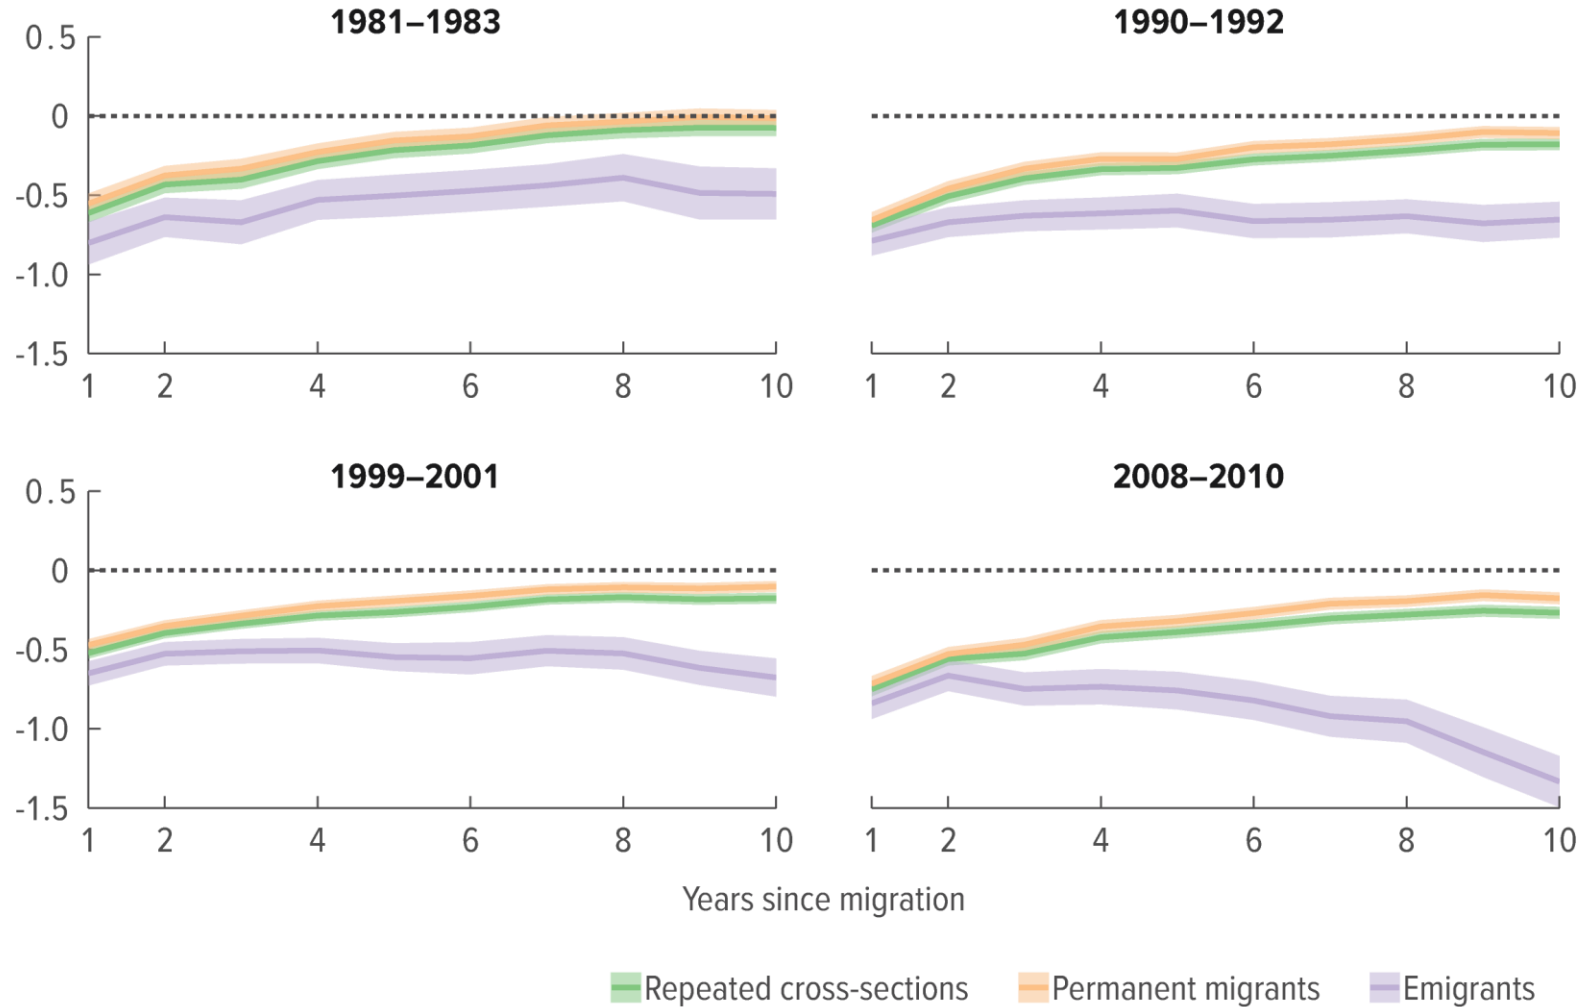 1981–1983
1990–1992
0.5
0
-0.5
-1.0
-1.5
1 2 4 6 8 10
1 2 4 6 8 10
1999–2001
2008–2010
0.5
0
-0.5
-1.0
-1.5
1 2 4 6 8 10
1 2 4 6 8 10
Years since migration
Repeated cross-sections Permanent migrants Emigrants